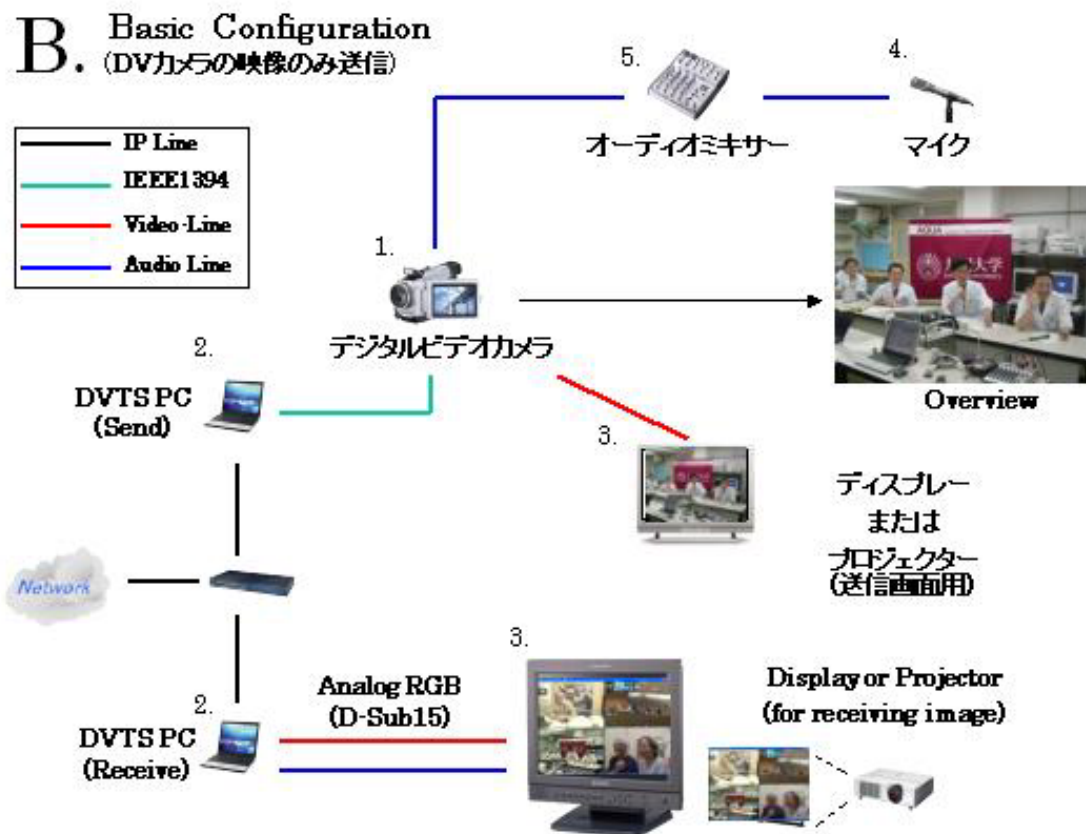 B. Basic Configuration
(DVカメラの映像のみ送信)
IP Line
IEEE1394
Video-Line
Audio Line
5.
オーディオミキサー
4.
マイク
1.
デジタルビデオカメラ
AQUA
大学
Overview
2.
DVTS PC
(Send)
3.
ディスプレー
または
プロジェクター
(送信画面用)
Network
2.
DVTS PC
(Receive)
Analog RGB
(D-Sub15)
3.
Display or Projector
(for receiving image)